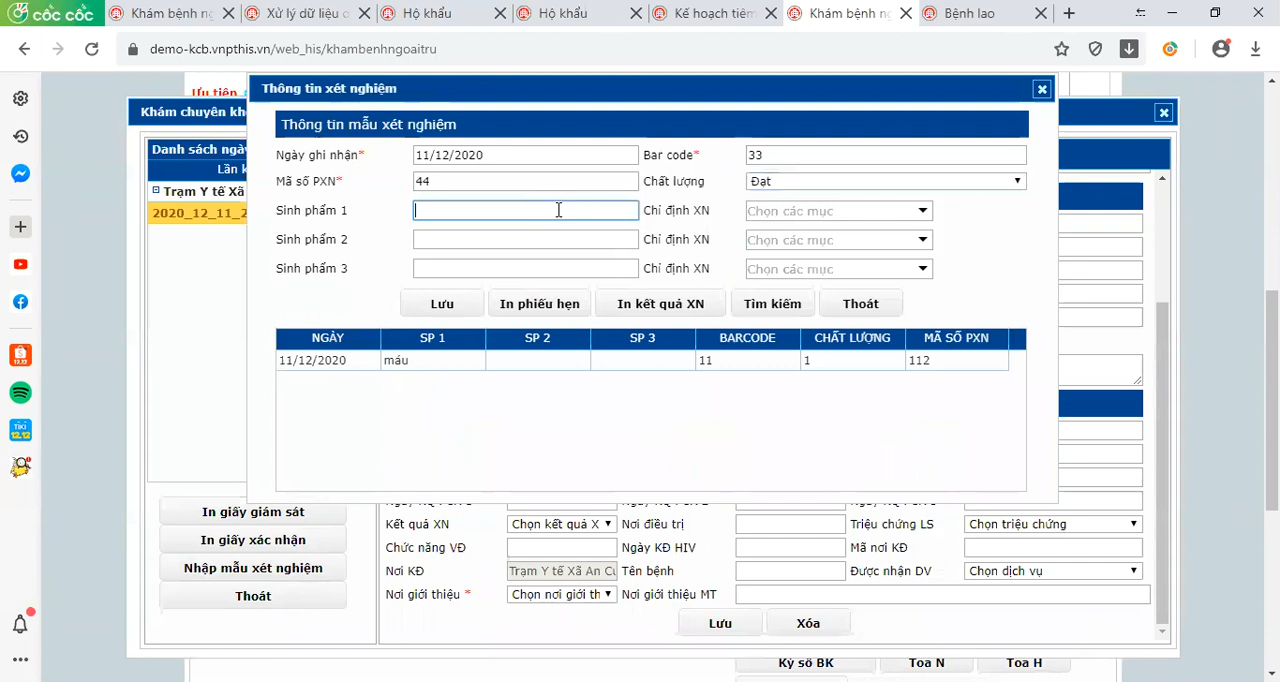 cốc cốc
Khám bệnh ng
Xử lý dữ liệu c
Hộ khẩu
Hộ khẩu
Kế hoạch tiêm
Khám bệnh ng
Bệnh lao
demo-kcb.vnpthis.vn/web_his/khambenhngoaitru
Ưu tiên
Khám chuyên kh
Danh sách ngày
Lần k
Trạm Y tế Xã
2020_12_11_2
Thông tin xét nghiệm
Thông tin mẫu xét nghiệm
Ngày ghi nhận* 11/12/2020 Bar code* 33
Mã số PXN* 44 Chất lượng Đạt
Sinh phẩm 1 Chỉ định XN Chọn các mục
Sinh phẩm 2 Chỉ định XN Chọn các mục
Sinh phẩm 3 Chỉ định XN Chọn các mục
Lưu In phiếu hẹn In kết quả XN Tìm kiếm Thoát
NGÀY SP 1 SP 2 SP 3 BARCODE CHẤT LƯỢNG MÃ SỐ PXN
11/12/2020 máu 11 1 112
In giấy giám sát
In giấy xác nhận
Nhập mẫu xét nghiệm
Thoát
Kết quả XN Chọn kết quả X Nơi điều trị Triệu chứng LS Chọn triệu chứng
Chức năng VĐ Ngày KĐ HIV Mã nơi KĐ
Nơi KĐ Trạm Y tế Xã An Cu Tên bệnh Được nhận DV Chọn dịch vụ
Nơi giới thiệu * Chọn nơi giới th Nơi giới thiệu MT
Lưu Xóa
Ký số BK Toa N Toa H